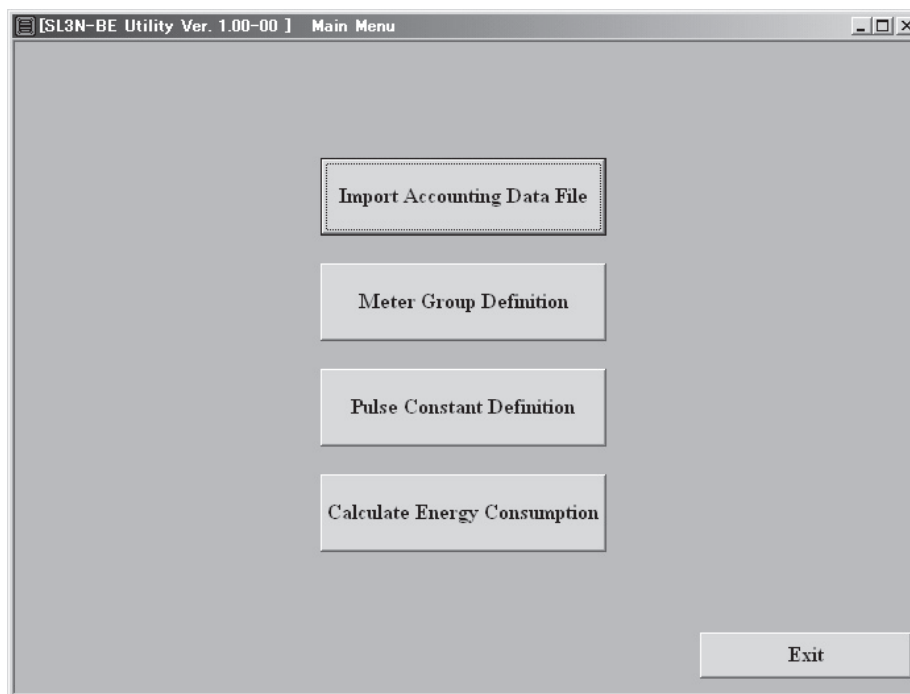 [SL3N-BE Utility Ver. 1.00-00 ] Main Menu
Import Accounting Data File
Meter Group Definition
Pulse Constant Definition
Calculate Energy Consumption
Exit